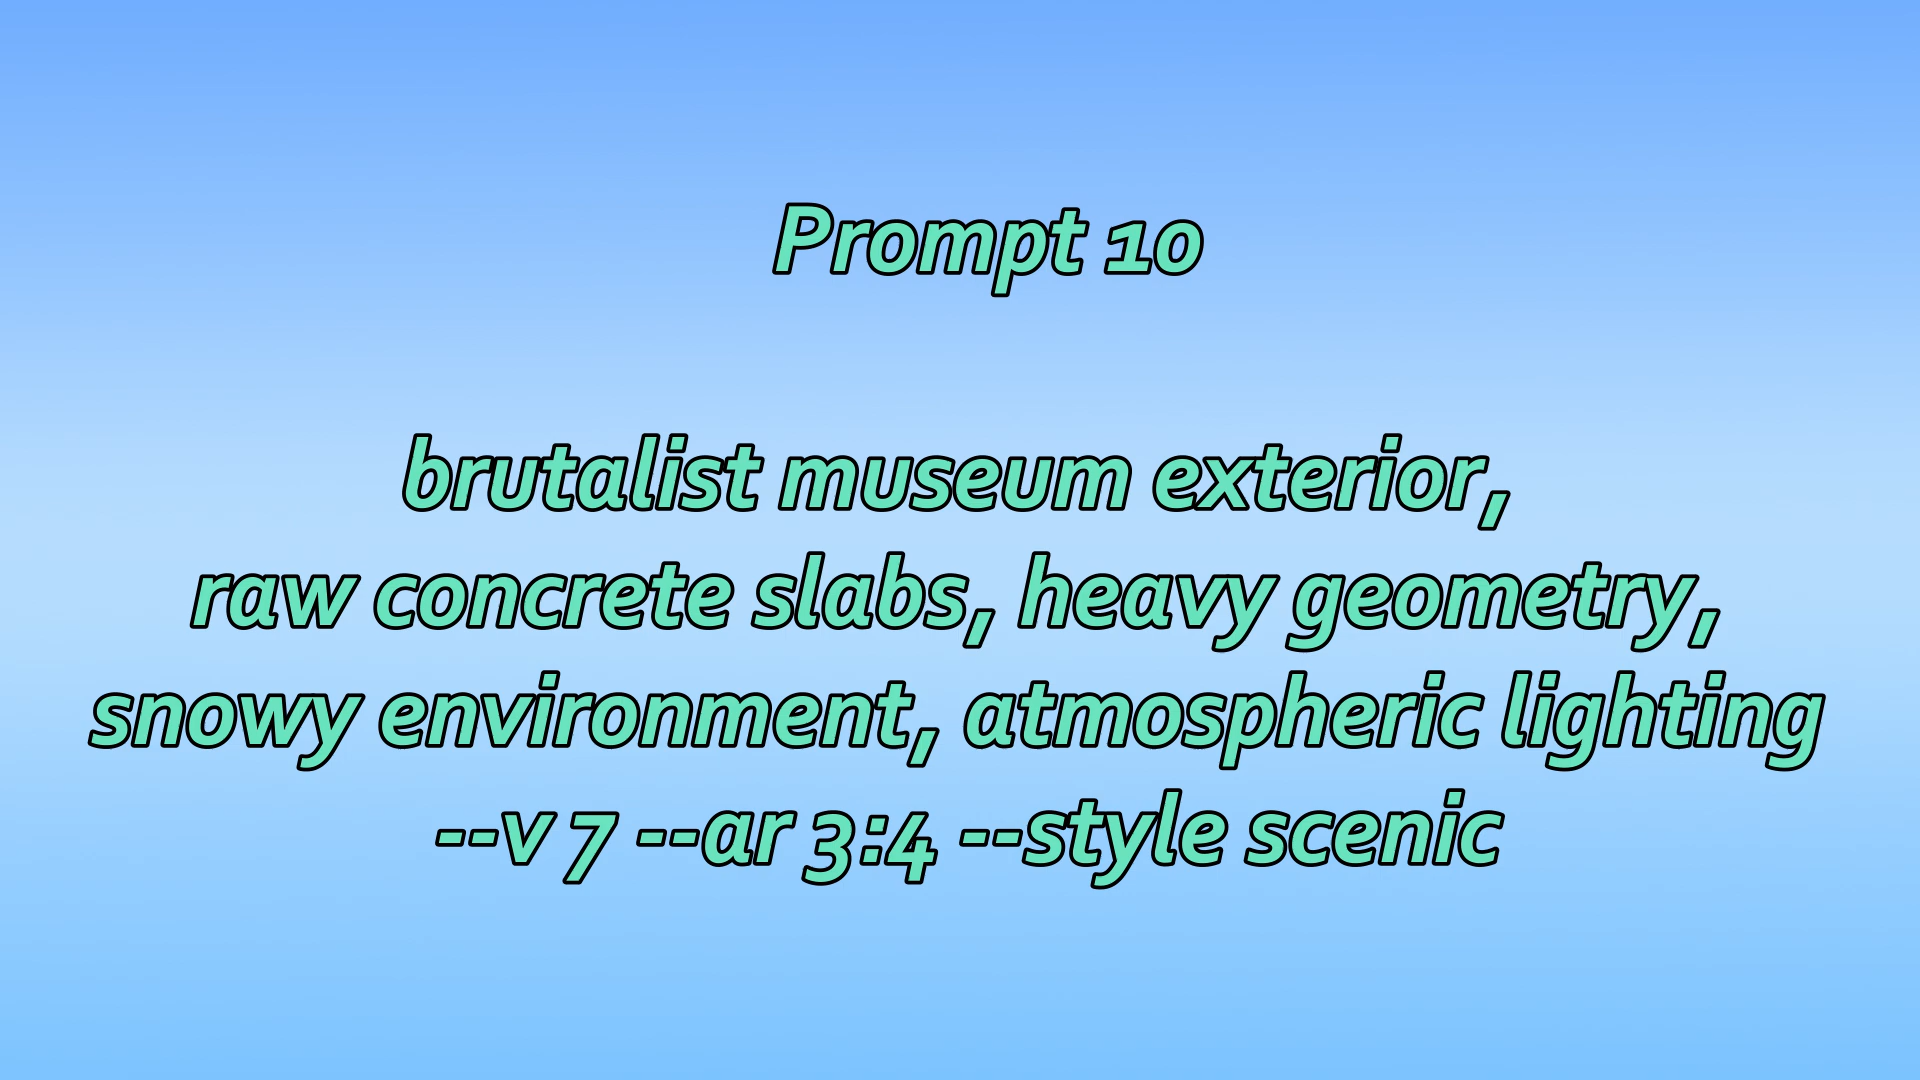 Prompt 10
brutalist museum exterior,
raw concrete slabs, heavy geometry,
snowy environment, atmospheric lighting
--v 7 --ar 3:4 --style scenic